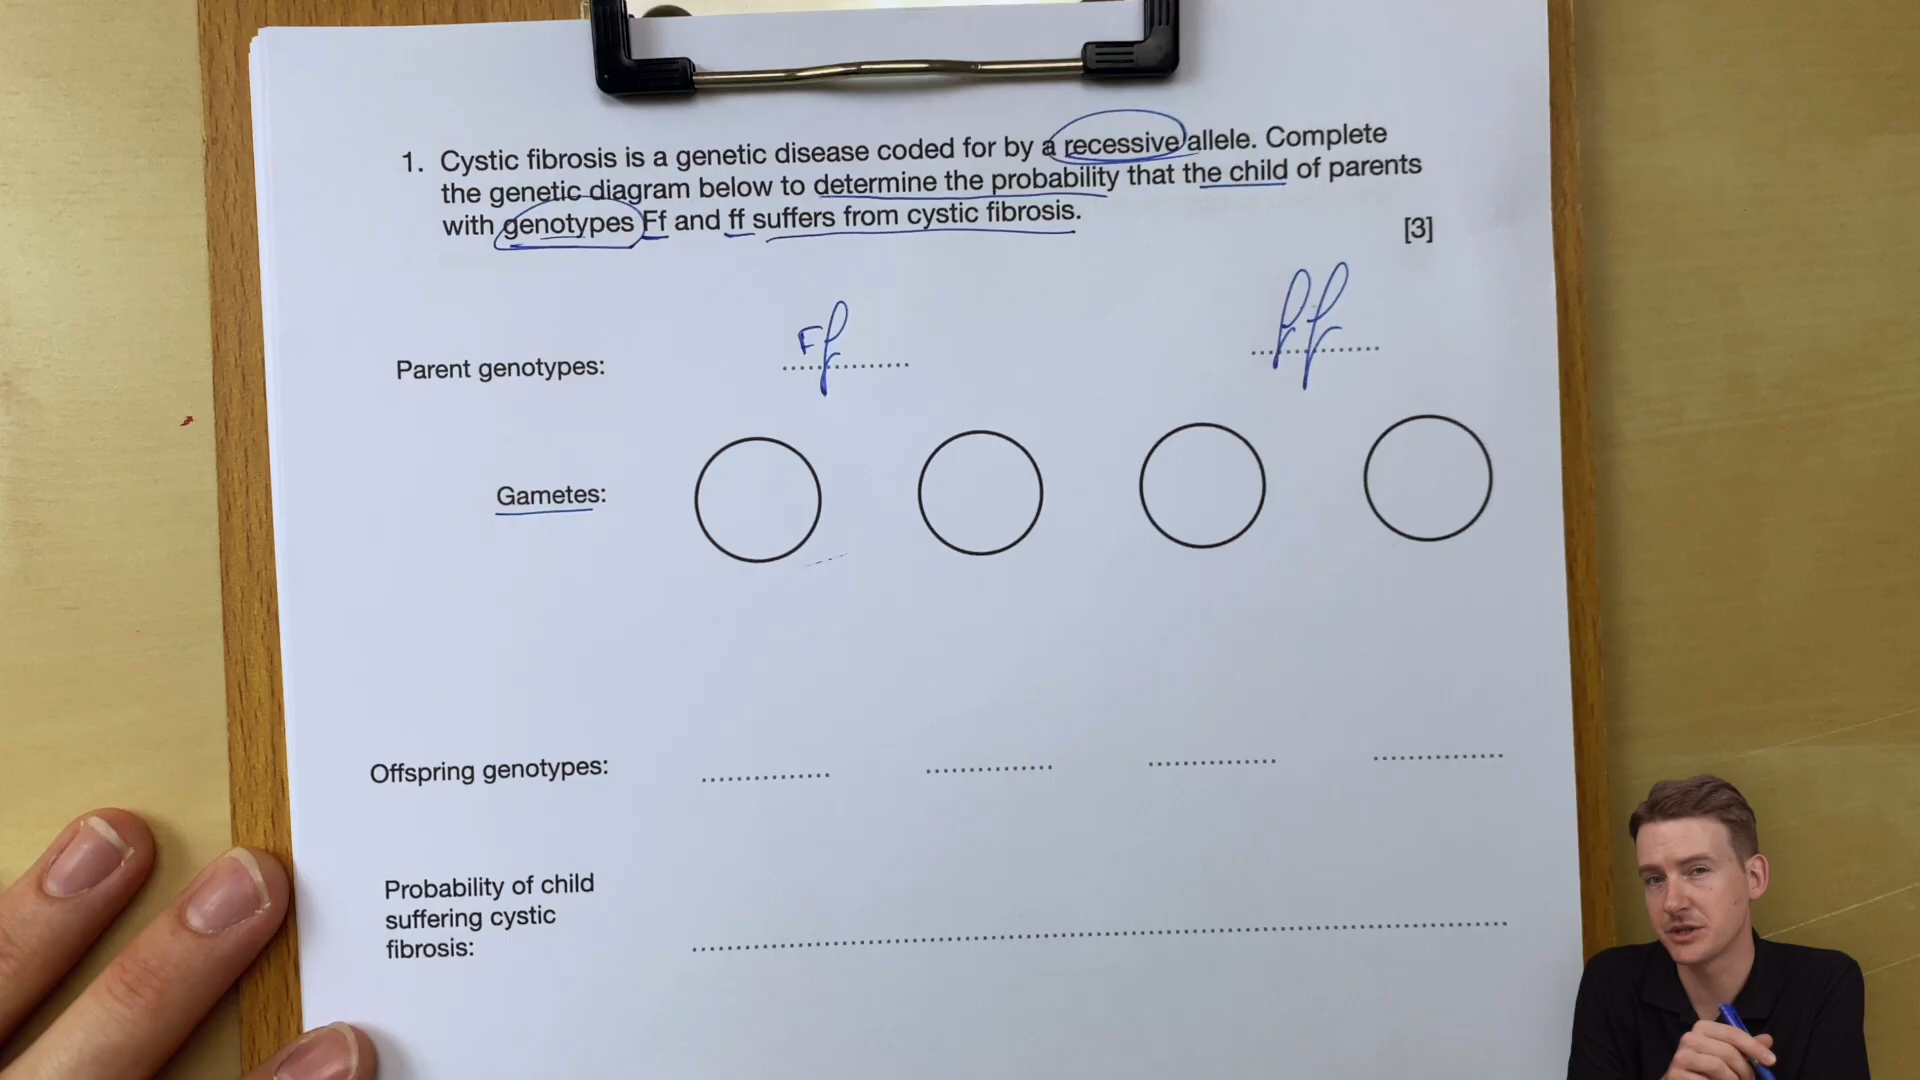 1. Cystic fibrosis is a genetic disease coded for by a recessive allele. Complete
the genetic diagram below to determine the probability that the child of parents
with genotypes Ff and ff suffers from cystic fibrosis.
[3]
Parent genotypes: Ff ff
Gametes:
Offspring genotypes:
Probability of child
suffering cystic
fibrosis: